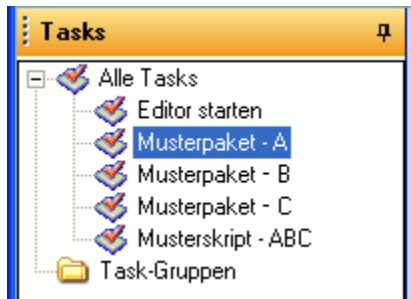 Tasks
Alle Tasks
Editor starten
Musterpaket - A
Musterpaket - B
Musterpaket - C
Musterskript - ABC
Task-Gruppen